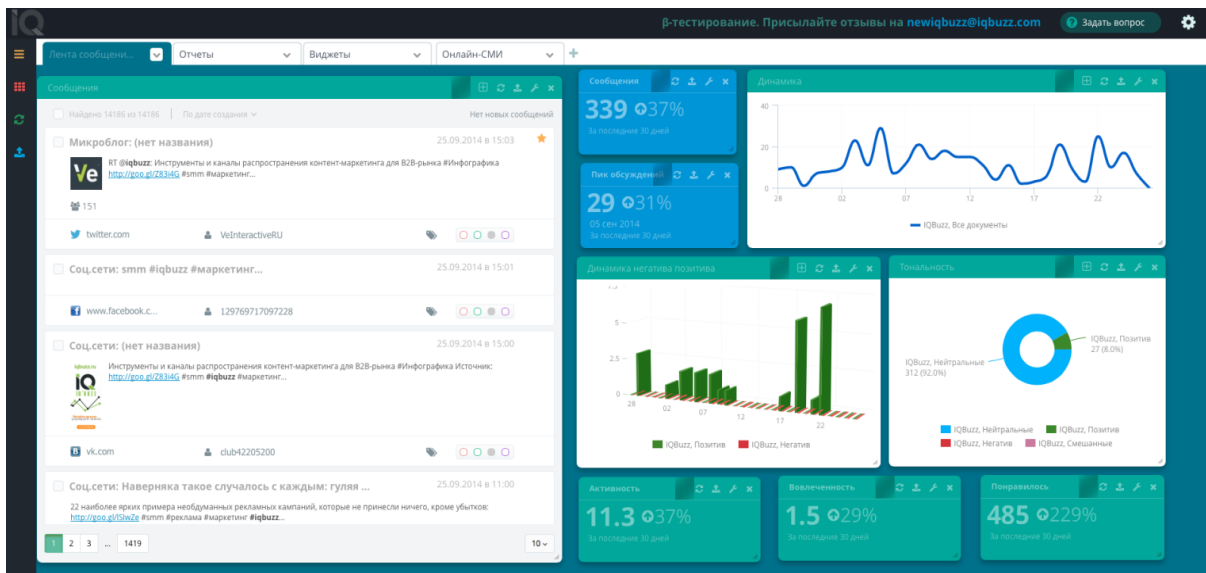 iQ
β-тестирование. Присылайте отзывы на newiqbuzz@iqbuzz.com
Задать вопрос
Лента сообщени...
Отчеты
Виджеты
Онлайн-СМИ
Сообщения
Найдено 14186 из 14186
По дате создания
Нет новых сообщений
Микроблог: (нет названия)
25.09.2014 в 15:03
Ve
RT @iqbuzz: Инструменты и каналы распространения контент-маркетинга для B2B-рынка #Инфографика
http://goo.gl/Z83i4G #smm #маркетинг...
151
twitter.com
VeInteractiveRU
Соц.сети: smm #iqbuzz #маркетинг...
25.09.2014 в 15:01
www.facebook.c...
129769717097228
Соц.сети: (нет названия)
25.09.2014 в 15:00
Инструменты и каналы распространения контент-маркетинга для B2B-рынка #Инфографика Источник:
http://goo.gl/Z83i4G #smm #iqbuzz #маркетинг...
iQ
vk.com
club42205200
Соц.сети: Наверняка такое случалось с каждым: гуляя ...
25.09.2014 в 11:00
22 наиболее ярких примера необдуманных рекламных кампаний, которые не принесли ничего, кроме убытков:
http://goo.gl/lSlwZe #smm #реклама #маркетинг #iqbuzz...
1 2 3 ... 1419
10
Сообщения
339 37%
За последние 30 дней
Пик обсуждений
29 31%
05 сен 2014
За последние 30 дней
Динамика
40
20
0
28 02 07 12 17 22
IQBuzz, Все документы
Динамика негатива позитива
7.5
5
2.5
0
28 02 07 12 17 22
IQBuzz, Позитив IQBuzz, Негатив
Тональность
IQBuzz, Позитив
27 (8.0%)
IQBuzz, Нейтральные
312 (92.0%)
IQBuzz, Нейтральные IQBuzz, Позитив
IQBuzz, Негатив IQBuzz, Смешанные
Активность
11.3 37%
За последние 30 дней
Вовлеченность
1.5 29%
За последние 30 дней
Понравилось
485 229%
За последние 30 дней